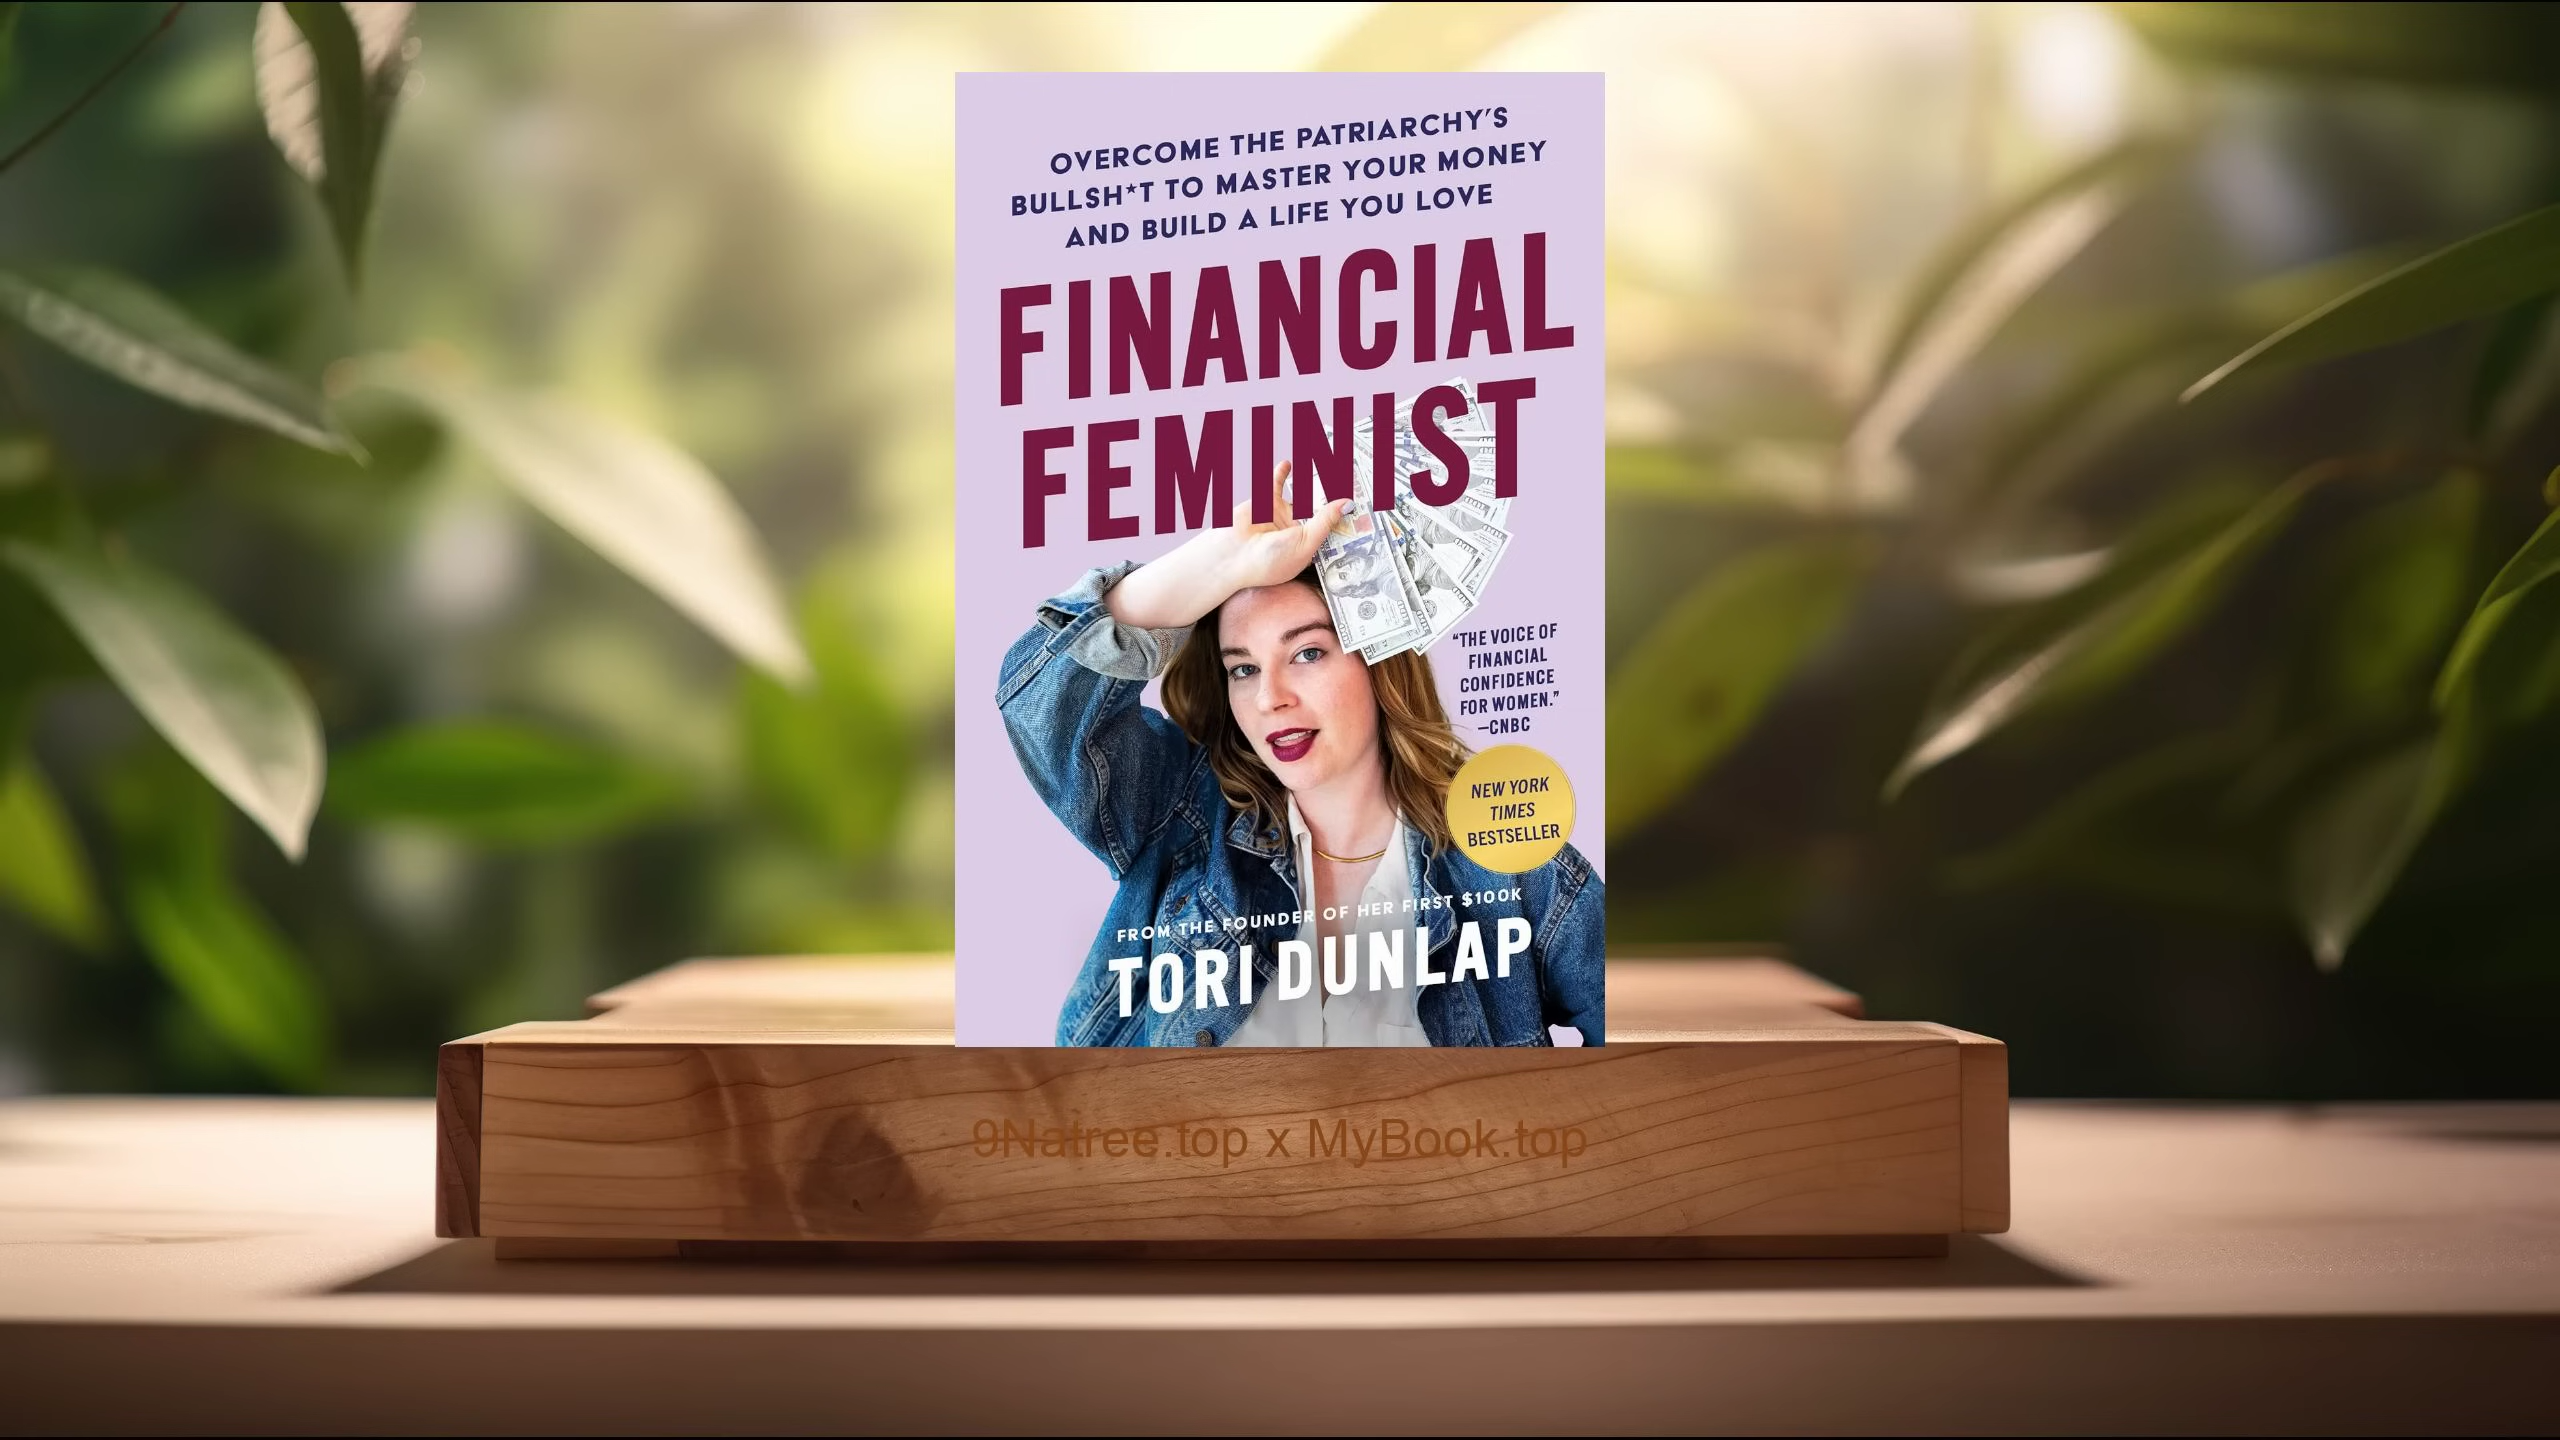 OVERCOME THE PATRIARCHY'S
BULLSH*T TO MASTER YOUR MONEY
AND BUILD A LIFE YOU LOVE
FINANCIAL
FEMINIST
"THE VOICE OF
FINANCIAL
CONFIDENCE
FOR WOMEN."
—CNBC
NEW YORK
TIMES
BESTSELLER
FROM THE FOUNDER OF HER FIRST $100K
TORI DUNLAP
9Natree.top x MyBook.top